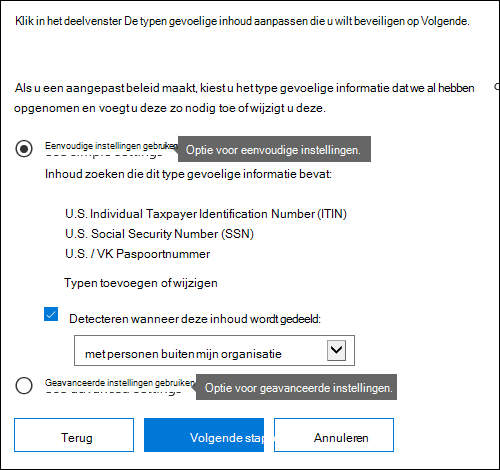 Klik in het deelvenster De typen gevoelige inhoud aanpassen die u wilt beveiligen op Volgende.
Als u een aangepast beleid maakt, kiest u het type gevoelige informatie dat we al hebben
opgenomen en voegt u deze zo nodig toe of wijzigt u deze.
Eenvoudige instellingen gebruiken
Optie voor eenvoudige instellingen.
Inhoud zoeken die dit type gevoelige informatie bevat:
U.S. Individual Taxpayer Identification Number (ITIN)
U.S. Social Security Number (SSN)
U.S. / VK Paspoortnummer
Typen toevoegen of wijzigen
Detecteren wanneer deze inhoud wordt gedeeld:
met personen buiten mijn organisatie
Geavanceerde instellingen gebruiken
Optie voor geavanceerde instellingen.
Terug
Volgende stap
Annuleren